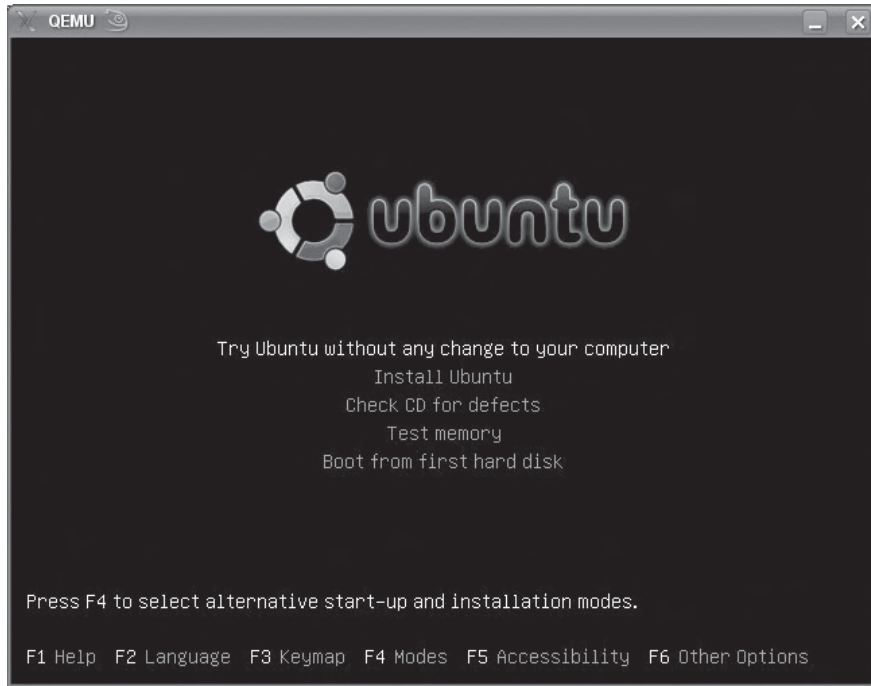 QEMU
ubuntu
Try Ubuntu without any change to your computer
Install Ubuntu
Check CD for defects
Test memory
Boot from first hard disk
Press F4 to select alternative start-up and installation modes.
F1 Help F2 Language F3 Keymap F4 Modes F5 Accessibility F6 Other Options